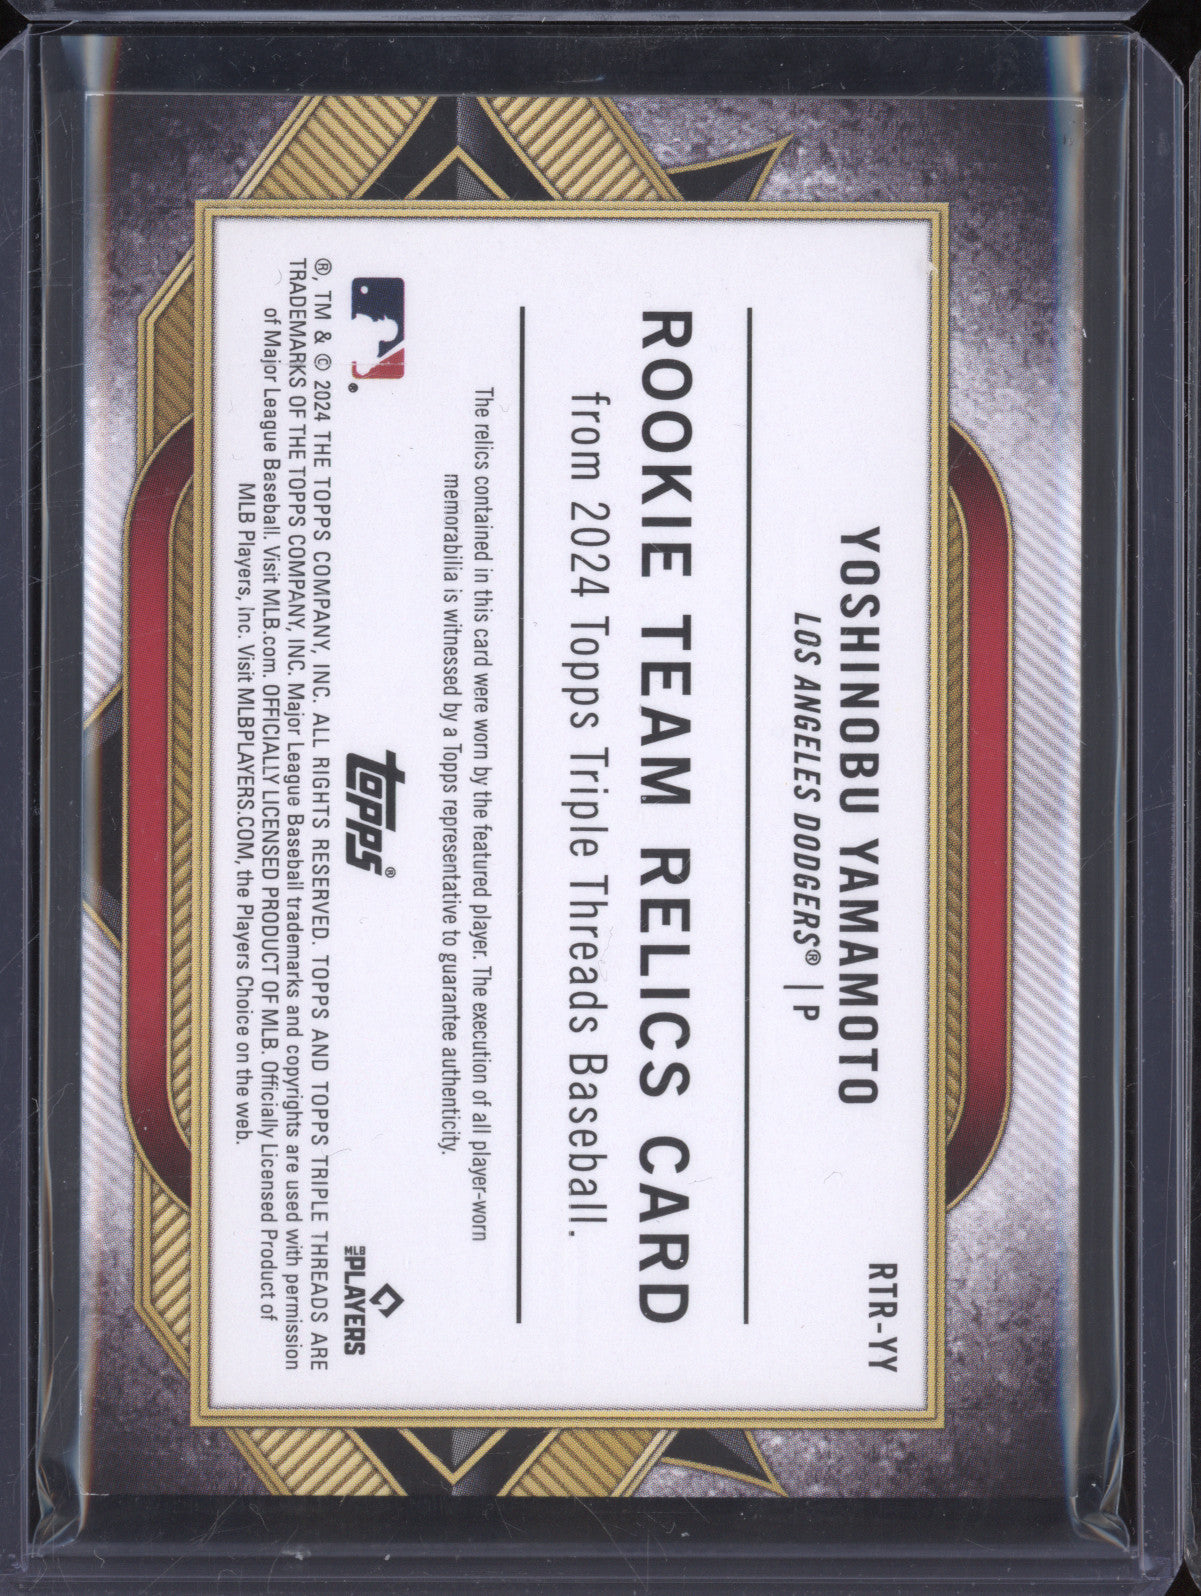 RTR-YY
YOSHINOBU YAMAMOTO
LOS ANGELES DODGERS® | P
ROOKIE TEAM RELICS CARD
from 2024 Topps Triple Threads Baseball.
The relics contained in this card were worn by the featured player. The execution of all player-worn
memorabilia is witnessed by a Topps representative to guarantee authenticity.
®
topps®
MLB PLAYERS
®, TM & © 2024 THE TOPPS COMPANY, INC. ALL RIGHTS RESERVED. TOPPS AND TOPPS TRIPLE THREADS ARE
TRADEMARKS OF THE TOPPS COMPANY, INC. Major League Baseball trademarks and copyrights are used with permission
of Major League Baseball. Visit MLB.com. OFFICIALLY LICENSED PRODUCT OF MLB. Officially Licensed Product of
MLB Players, Inc. Visit MLBPLAYERS.COM, the Players Choice on the web.